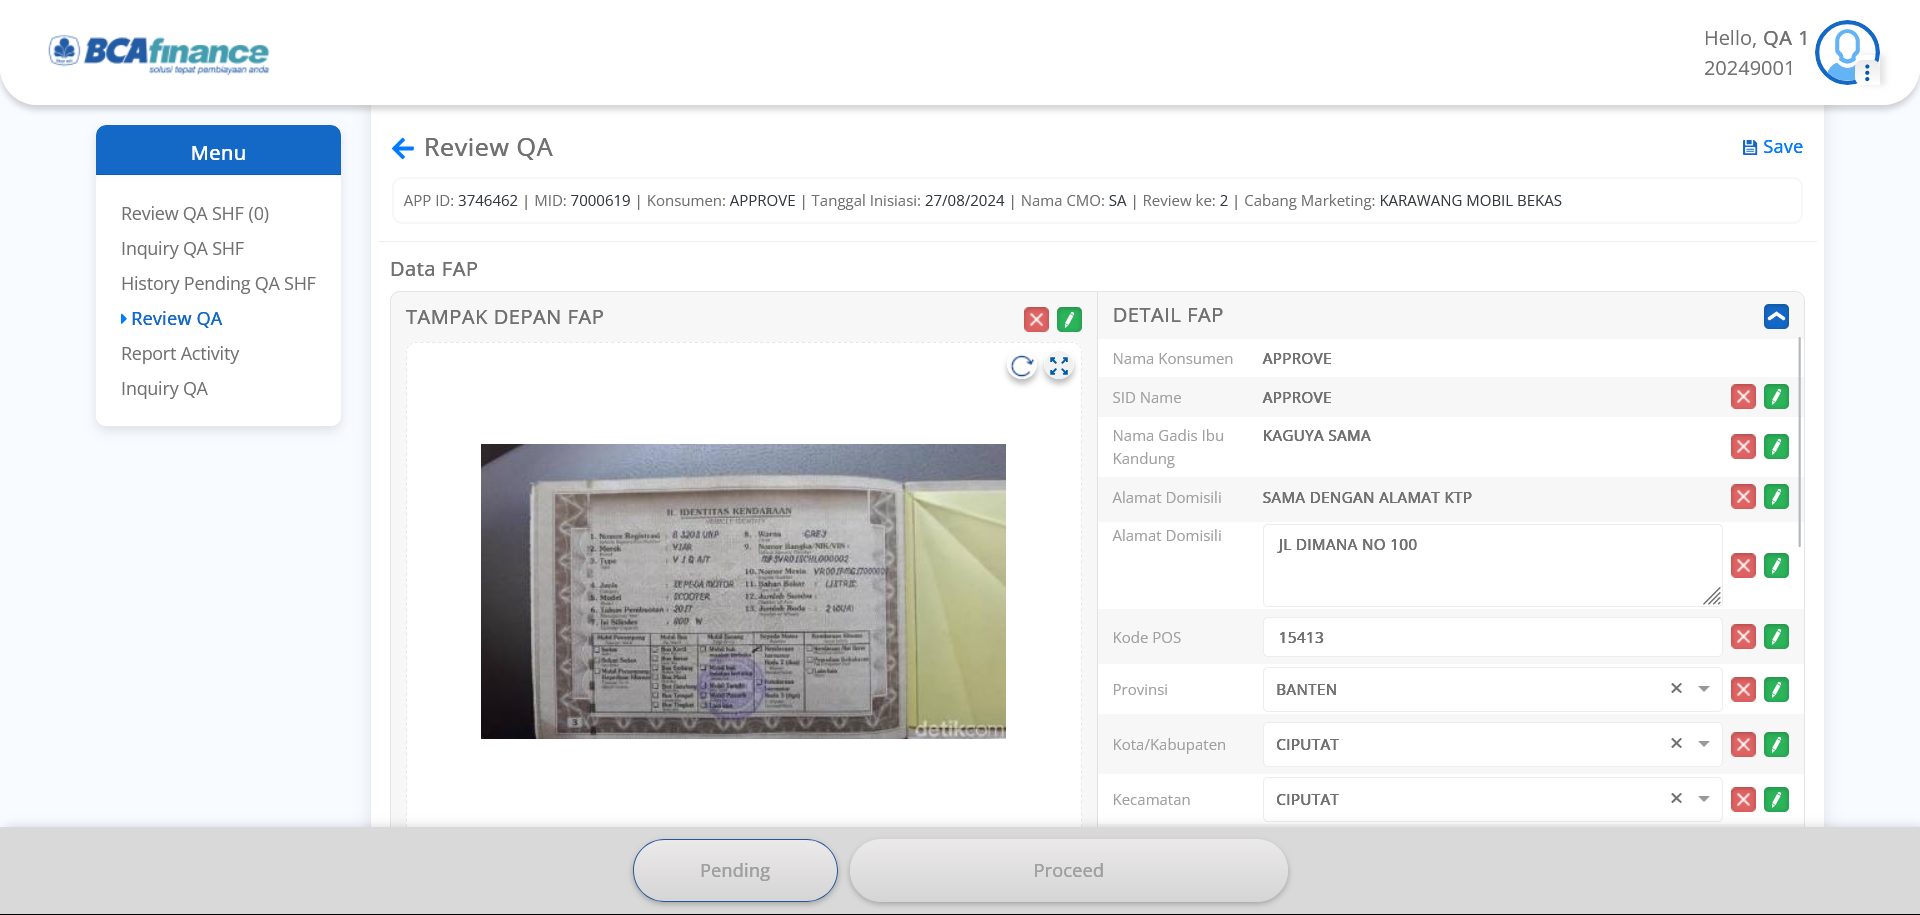 BCAfinance
solusi tepat pembiayaan anda
Hello, QA 1
20249001
Menu
Review QA SHF (0)
Inquiry QA SHF
History Pending QA SHF
Review QA
Report Activity
Inquiry QA
Review QA
Save
APP ID: 3746462 | MID: 7000619 | Konsumen: APPROVE | Tanggal Inisiasi: 27/08/2024 | Nama CMO: SA | Review ke: 2 | Cabang Marketing: KARAWANG MOBIL BEKAS
Data FAP
TAMPAK DEPAN FAP
II. IDENTITAS KENDARAAN
VEHICLE IDENTITY
1. Nomor Registrasi :
2. Merek : VIAR
3. Type :
4. Jenis : SEPEDA MOTOR
5. Model : SCOOTER
6. Tahun Pembuatan : 2017
7. Isi Silinder : 800 W
8. Warna : GREY
9. Nomor Rangka/NIK/VIN :
10. Nomor Mesin
11. Bahan Bakar : LISTRIK
12. Jumlah Sumbu :
13. Jumlah Roda :
3
detikcom
DETAIL FAP
Nama Konsumen APPROVE
SID Name APPROVE
Nama Gadis Ibu Kandung KAGUYA SAMA
Alamat Domisili SAMA DENGAN ALAMAT KTP
Alamat Domisili JL DIMANA NO 100
Kode POS 15413
Provinsi BANTEN
Kota/Kabupaten CIPUTAT
Kecamatan CIPUTAT
Pending
Proceed